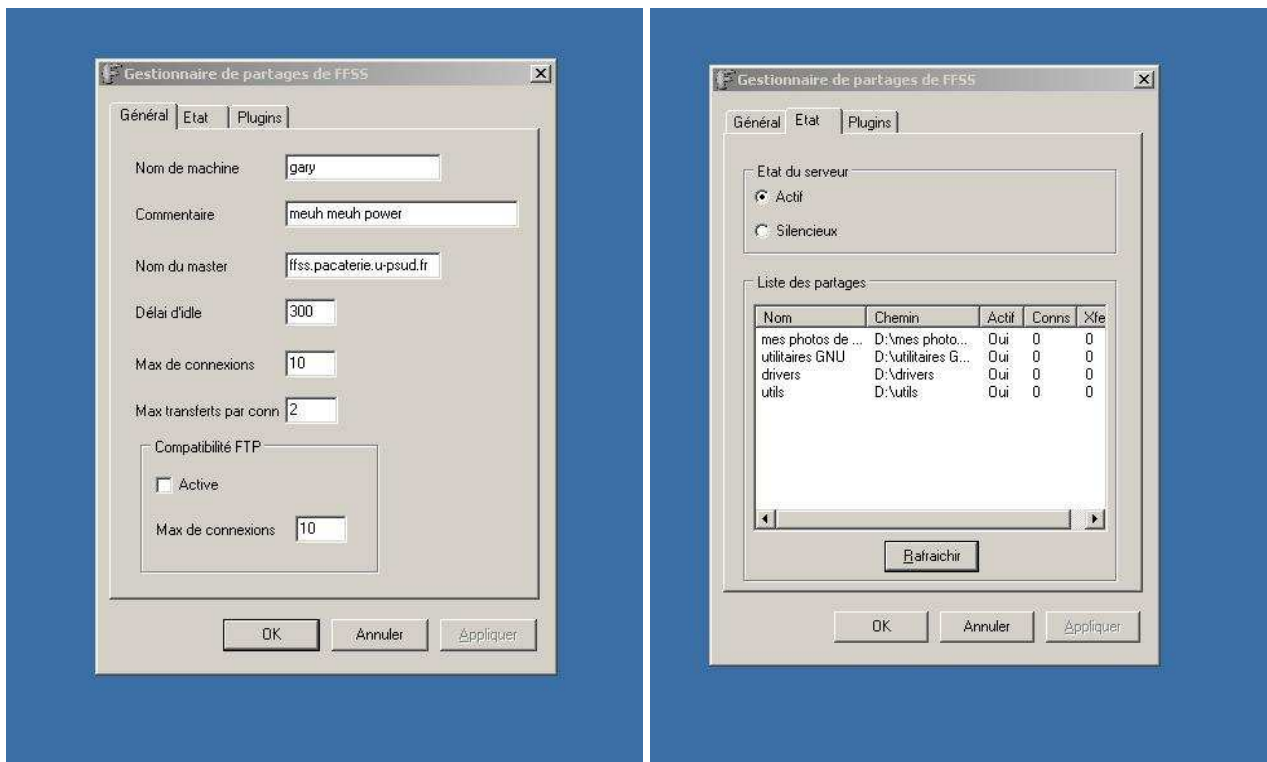 Gestionnaire de partages de FFSS
Général Etat Plugins
Nom de machine gary
Commentaire meuh meuh power
Nom du master ffss.pacaterie.u-psud.fr
Délai d'idle 300
Max de connexions 10
Max transferts par conn 2
Compatibilité FTP
Active
Max de connexions 10
OK Annuler Appliquer
Gestionnaire de partages de FFSS
Général Etat Plugins
Etat du serveur
Actif
Silencieux
Liste des partages
Nom Chemin Actif Conns Xfe
mes photos de ... D:\mes photo... Oui 0 0
utilitaires GNU D:\utilitaires G... Oui 0 0
drivers D:\drivers Oui 0 0
utils D:\utils Oui 0 0
Rafraichir
OK Annuler Appliquer